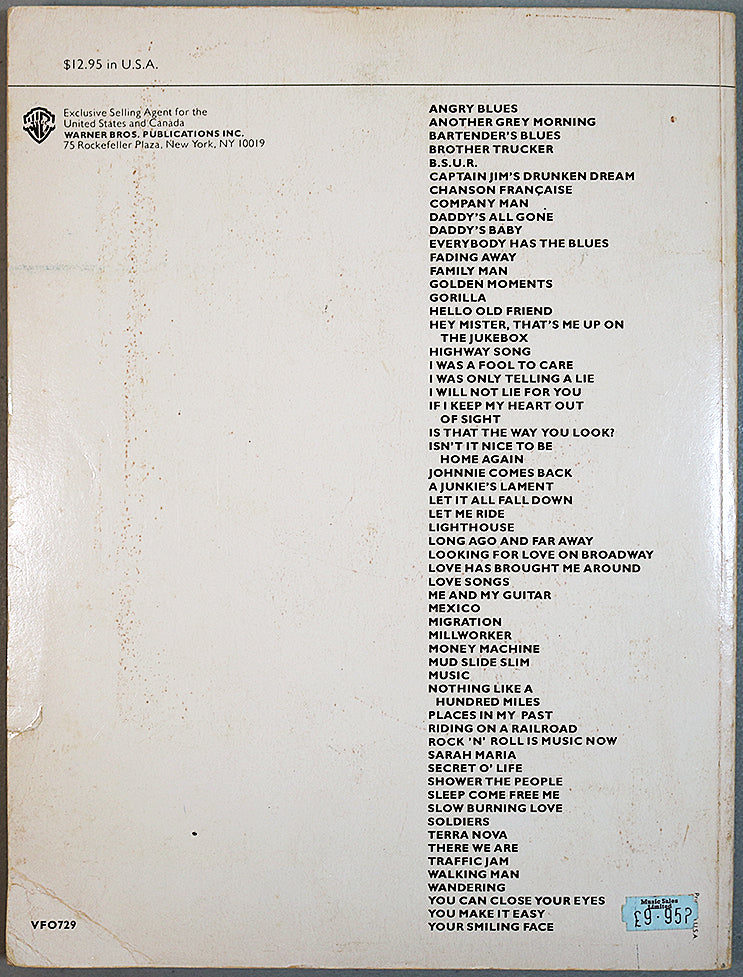 $12.95 in U.S.A.
Exclusive Selling Agent for the
United States and Canada
WARNER BROS. PUBLICATIONS INC.
75 Rockefeller Plaza, New York, NY 10019
ANGRY BLUES
ANOTHER GREY MORNING
BARTENDER'S BLUES
BROTHER TRUCKER
B.S.U.R.
CAPTAIN JIM'S DRUNKEN DREAM
CHANSON FRANÇAISE
COMPANY MAN
DADDY'S ALL GONE
DADDY'S BABY
EVERYBODY HAS THE BLUES
FADING AWAY
FAMILY MAN
GOLDEN MOMENTS
GORILLA
HELLO OLD FRIEND
HEY MISTER, THAT'S ME UP ON
THE JUKEBOX
HIGHWAY SONG
I WAS A FOOL TO CARE
I WAS ONLY TELLING A LIE
I WILL NOT LIE FOR YOU
IF I KEEP MY HEART OUT
OF SIGHT
IS THAT THE WAY YOU LOOK?
ISN'T IT NICE TO BE
HOME AGAIN
JOHNNIE COMES BACK
A JUNKIE'S LAMENT
LET IT ALL FALL DOWN
LET ME RIDE
LIGHTHOUSE
LONG AGO AND FAR AWAY
LOOKING FOR LOVE ON BROADWAY
LOVE HAS BROUGHT ME AROUND
LOVE SONGS
ME AND MY GUITAR
MEXICO
MIGRATION
MILLWORKER
MONEY MACHINE
MUD SLIDE SLIM
MUSIC
NOTHING LIKE A
HUNDRED MILES
PLACES IN MY PAST
RIDING ON A RAILROAD
ROCK 'N' ROLL IS MUSIC NOW
SARAH MARIA
SECRET O' LIFE
SHOWER THE PEOPLE
SLEEP COME FREE ME
SLOW BURNING LOVE
SOLDIERS
TERRA NOVA
THERE WE ARE
TRAFFIC JAM
WALKING MAN
WANDERING
YOU CAN CLOSE YOUR EYES
YOU MAKE IT EASY
YOUR SMILING FACE
VFO729
Music Sales
Limited
£9.95P
U.S.A.